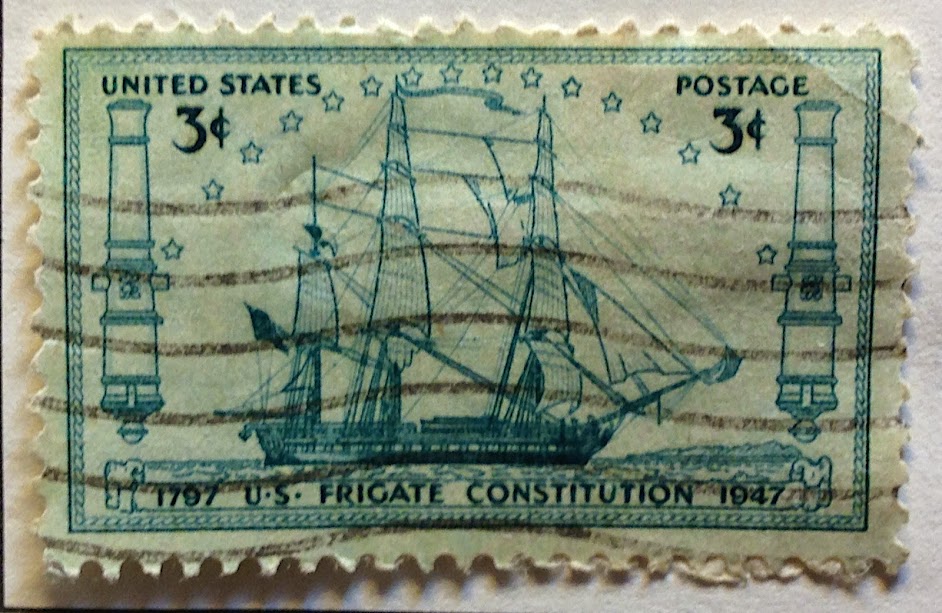 UNITED STATES POSTAGE
3¢ 3¢
1797 U·S· FRIGATE CONSTITUTION 1947